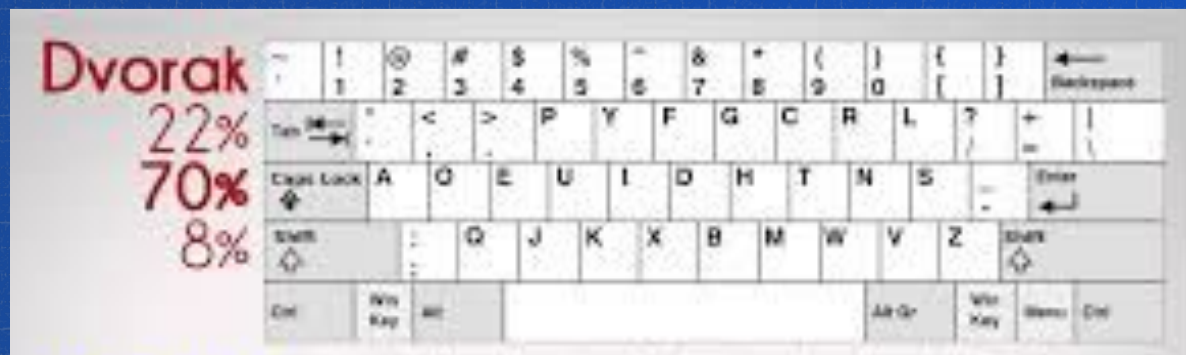 Dvorak
~ ! @ # $ % ^ & * ( ) { }
` 1 2 3 4 5 6 7 8 9 0 [ ] Backspace
22%
Tab " < > P Y F G C R L ? + |
' , . / = \
70%
Caps Lock A O E U I D H T N S _ Enter
-
8%
Shift : Q J K X B M W V Z Shift
;
Ctrl Win Key Alt Alt Gr Win Key Menu Ctrl